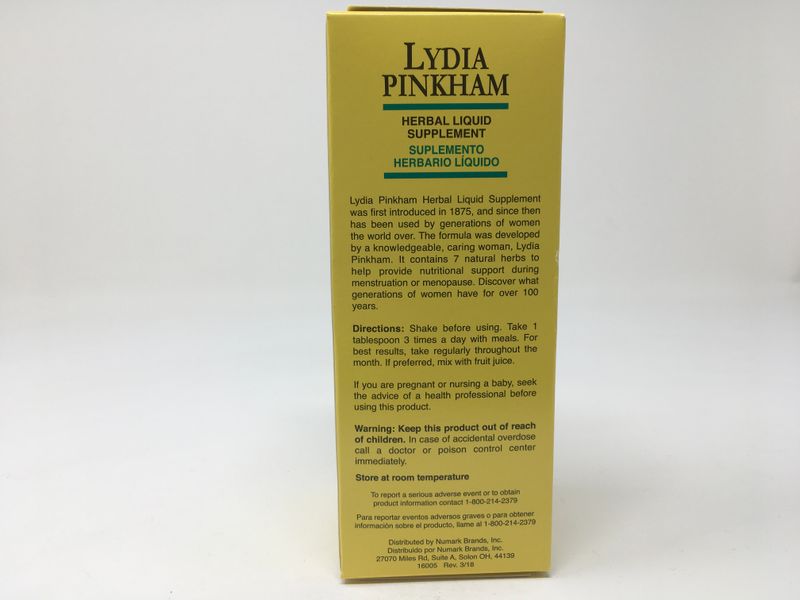 LYDIA
PINKHAM
HERBAL LIQUID
SUPPLEMENT
SUPLEMENTO
HERBARIO LÍQUIDO
Lydia Pinkham Herbal Liquid Supplement
was first introduced in 1875, and since then
has been used by generations of women
the world over. The formula was developed
by a knowledgeable, caring woman, Lydia
Pinkham. It contains 7 natural herbs to
help provide nutritional support during
menstruation or menopause. Discover what
generations of women have for over 100
years.
Directions: Shake before using. Take 1
tablespoon 3 times a day with meals. For
best results, take regularly throughout the
month. If preferred, mix with fruit juice.
If you are pregnant or nursing a baby, seek
the advice of a health professional before
using this product.
Warning: Keep this product out of reach
of children. In case of accidental overdose
call a doctor or poison control center
immediately.
Store at room temperature
To report a serious adverse event or to obtain
product information contact 1-800-214-2379
Para reportar eventos adversos graves o para obtener
información sobre el producto, llame al 1-800-214-2379
Distributed by Numark Brands, Inc.
Distribuido por Numark Brands, Inc.
27070 Miles Rd, Suite A, Solon OH, 44139
16005 Rev. 3/18